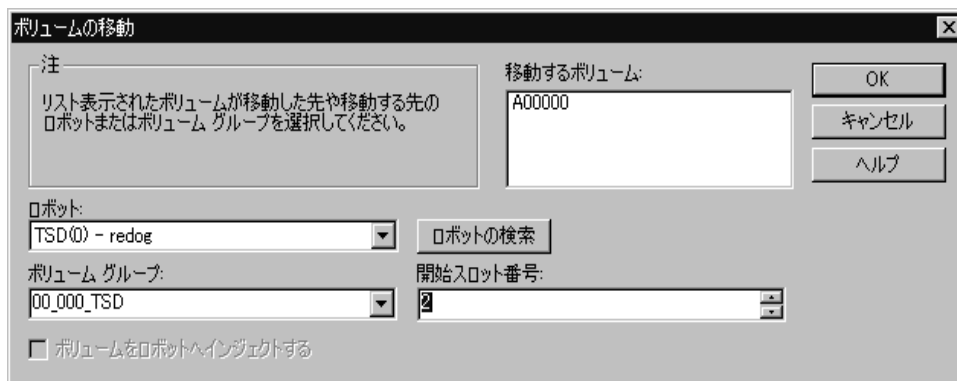 ボリュームの移動
注
リスト表示されたボリュームが移動した先や移動する先の
ロボットまたはボリューム グループを選択してください。
移動するボリューム:
A00000
OK
キャンセル
ヘルプ
ロボット:
TSD(0) - redog
ロボットの検索
ボリューム グループ:
00_000_TSD
開始スロット番号:
2
ボリュームをロボットへインジェクトする